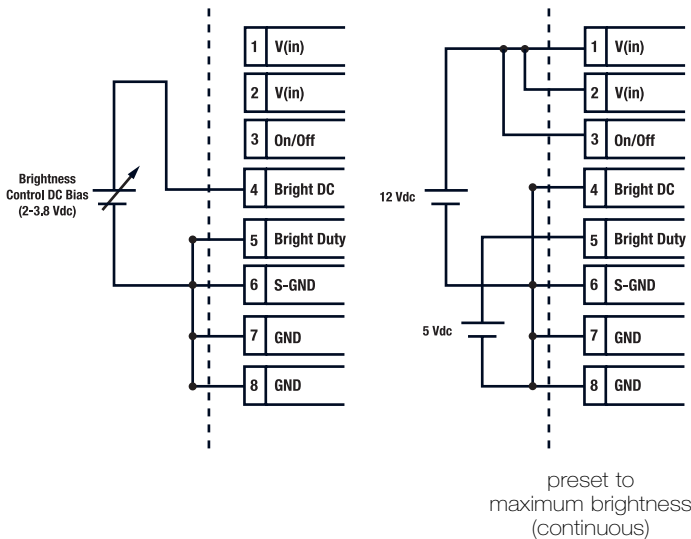 1 V(in)
2 V(in)
3 On/Off
4 Bright DC
5 Bright Duty
6 S-GND
7 GND
8 GND
Brightness
Control DC Bias
(2-3.8 Vdc)
1 V(in)
2 V(in)
3 On/Off
4 Bright DC
5 Bright Duty
6 S-GND
7 GND
8 GND
12 Vdc
5 Vdc
preset to
maximum brightness
(continuous)